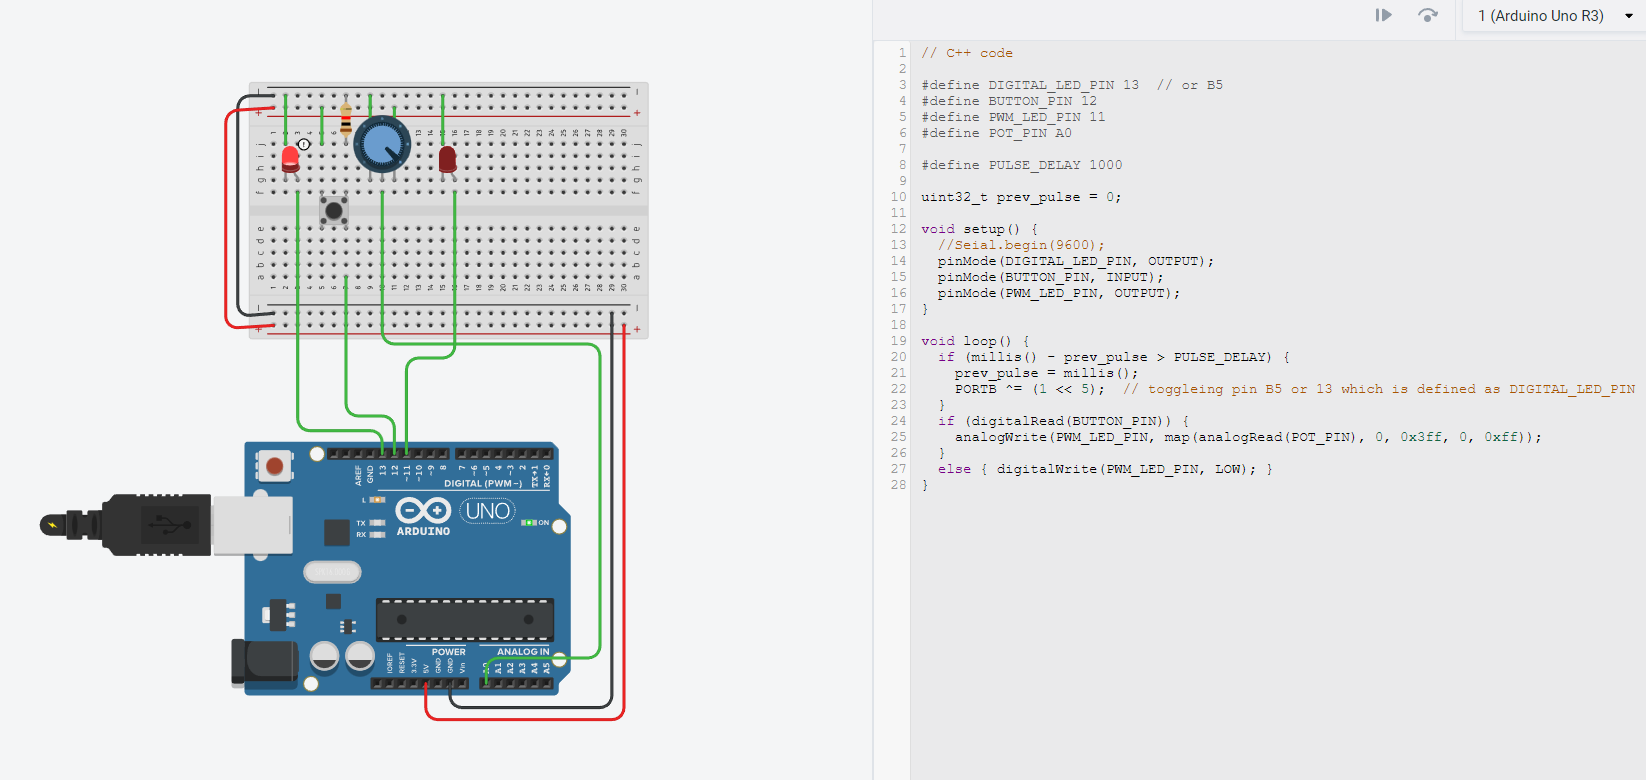 1 (Arduino Uno R3)
1 // C++ code
2
3 #define DIGITAL_LED_PIN 13  // or B5
4 #define BUTTON_PIN 12
5 #define PWM_LED_PIN 11
6 #define POT_PIN A0
7
8 #define PULSE_DELAY 1000
9
10 uint32_t prev_pulse = 0;
11
12 void setup() {
13   //Seial.begin(9600);
14   pinMode(DIGITAL_LED_PIN, OUTPUT);
15   pinMode(BUTTON_PIN, INPUT);
16   pinMode(PWM_LED_PIN, OUTPUT);
17 }
18
19 void loop() {
20   if (millis() - prev_pulse > PULSE_DELAY) {
21     prev_pulse = millis();
22     PORTB ^= (1 << 5);  // toggleing pin B5 or 13 which is defined as DIGITAL_LED_PIN
23   }
24   if (digitalRead(BUTTON_PIN)) {
25     analogWrite(PWM_LED_PIN, map(analogRead(POT_PIN), 0, 0x3ff, 0, 0xff));
26   }
27   else { digitalWrite(PWM_LED_PIN, LOW); }
28 }
AREF GND 13 12 ~11 ~10 ~9 8 7 ~6 ~5 4 ~3 2 TX→1 RX←0
DIGITAL (PWM~)
L
TX
RX
ARDUINO
UNO
ON
POWER
ANALOG IN
IOREF RESET 3.3V 5V GND GND Vin A0 A1 A2 A3 A4 A5